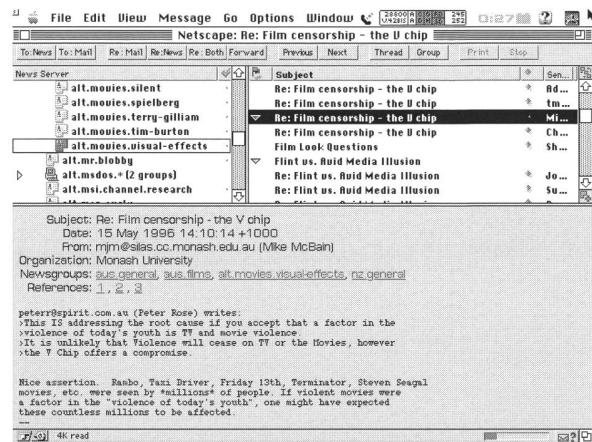 File Edit View Message Go Options Window
Netscape: Re: Film censorship - the V chip
To:News To:Mail Re:Mail Re:News Re:Both Forward Previous Next Thread Group Print Stop
News Server Subject Sen...
alt.movies.silent Re: Film censorship - the V chip Ad...
alt.movies.spielberg Re: Film censorship - the V chip tm...
alt.movies.terry-gilliam Re: Film censorship - the V chip Mi...
alt.movies.tim-burton Re: Film censorship - the V chip Ch...
alt.movies.visual-effects Film Look Questions Sh...
alt.mr.blobby Flint vs. Avid Media Illusion
alt.msdos.* (2 groups) Re: Flint vs. Avid Media Illusion Jo...
alt.msi.channel.research Re: Flint vs. Avid Media Illusion Su...
Subject: Re: Film censorship - the V chip
Date: 15 May 1996 14:10:14 +1000
From: mjm@silas.cc.monash.edu.au (Mike McBain)
Organization: Monash University
Newsgroups: aus.general, aus.films, alt.movies.visual-effects, nz.general
References: 1, 2, 3
peterr@spirit.com.au (Peter Rose) writes:
>This IS addressing the root cause if you accept that a factor in the
>violence of today's youth is TV and movie violence.
>It is unlikely that Violence will cease on TV or the Movies, however
>the V Chip offers a compromise.
Nice assertion. Rambo, Taxi Driver, Friday 13th, Terminator, Steven Seagal
movies, etc. were seen by *millions* of people. If violent movies were
a factor in the "violence of today's youth", one might have expected
these countless millions to be affected.
--
4K read